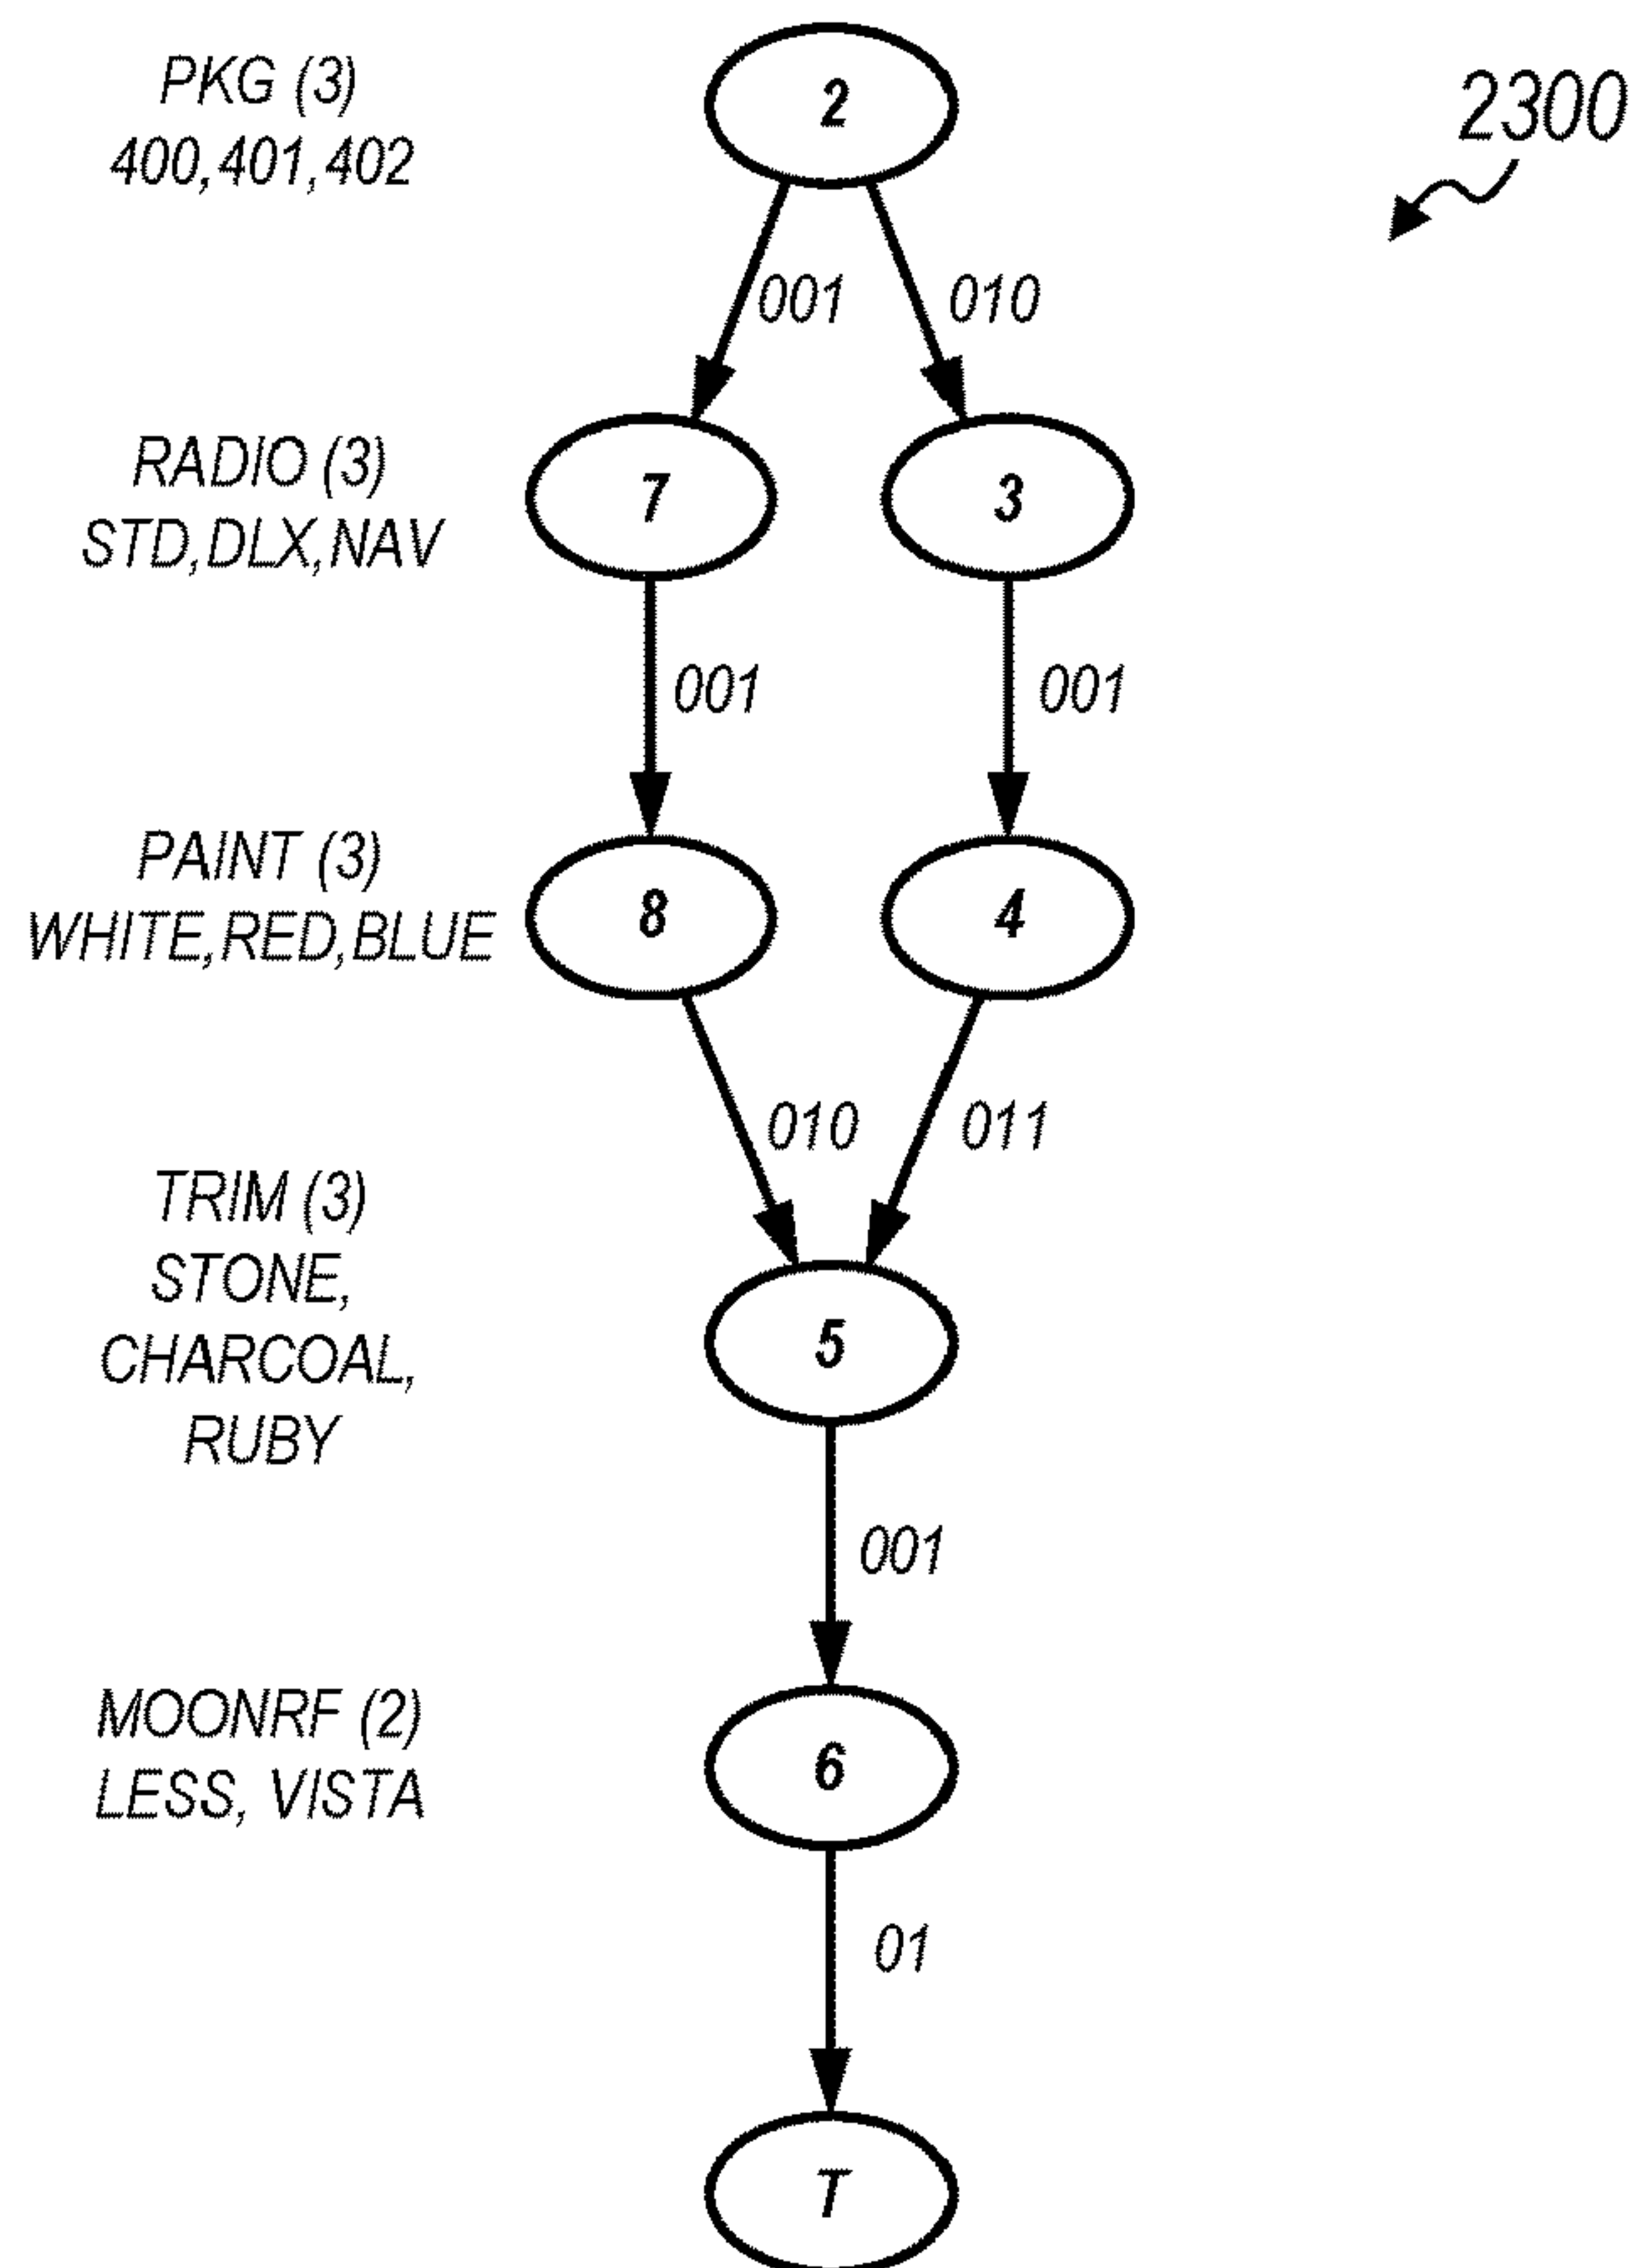 PKG (3)
400,401,402
2
2300
001
010
RADIO (3)
STD,DLX,NAV
7
3
001
001
PAINT (3)
WHITE,RED,BLUE
8
4
010
011
TRIM (3)
STONE,
CHARCOAL,
RUBY
5
001
MOONRF (2)
LESS, VISTA
6
01
T